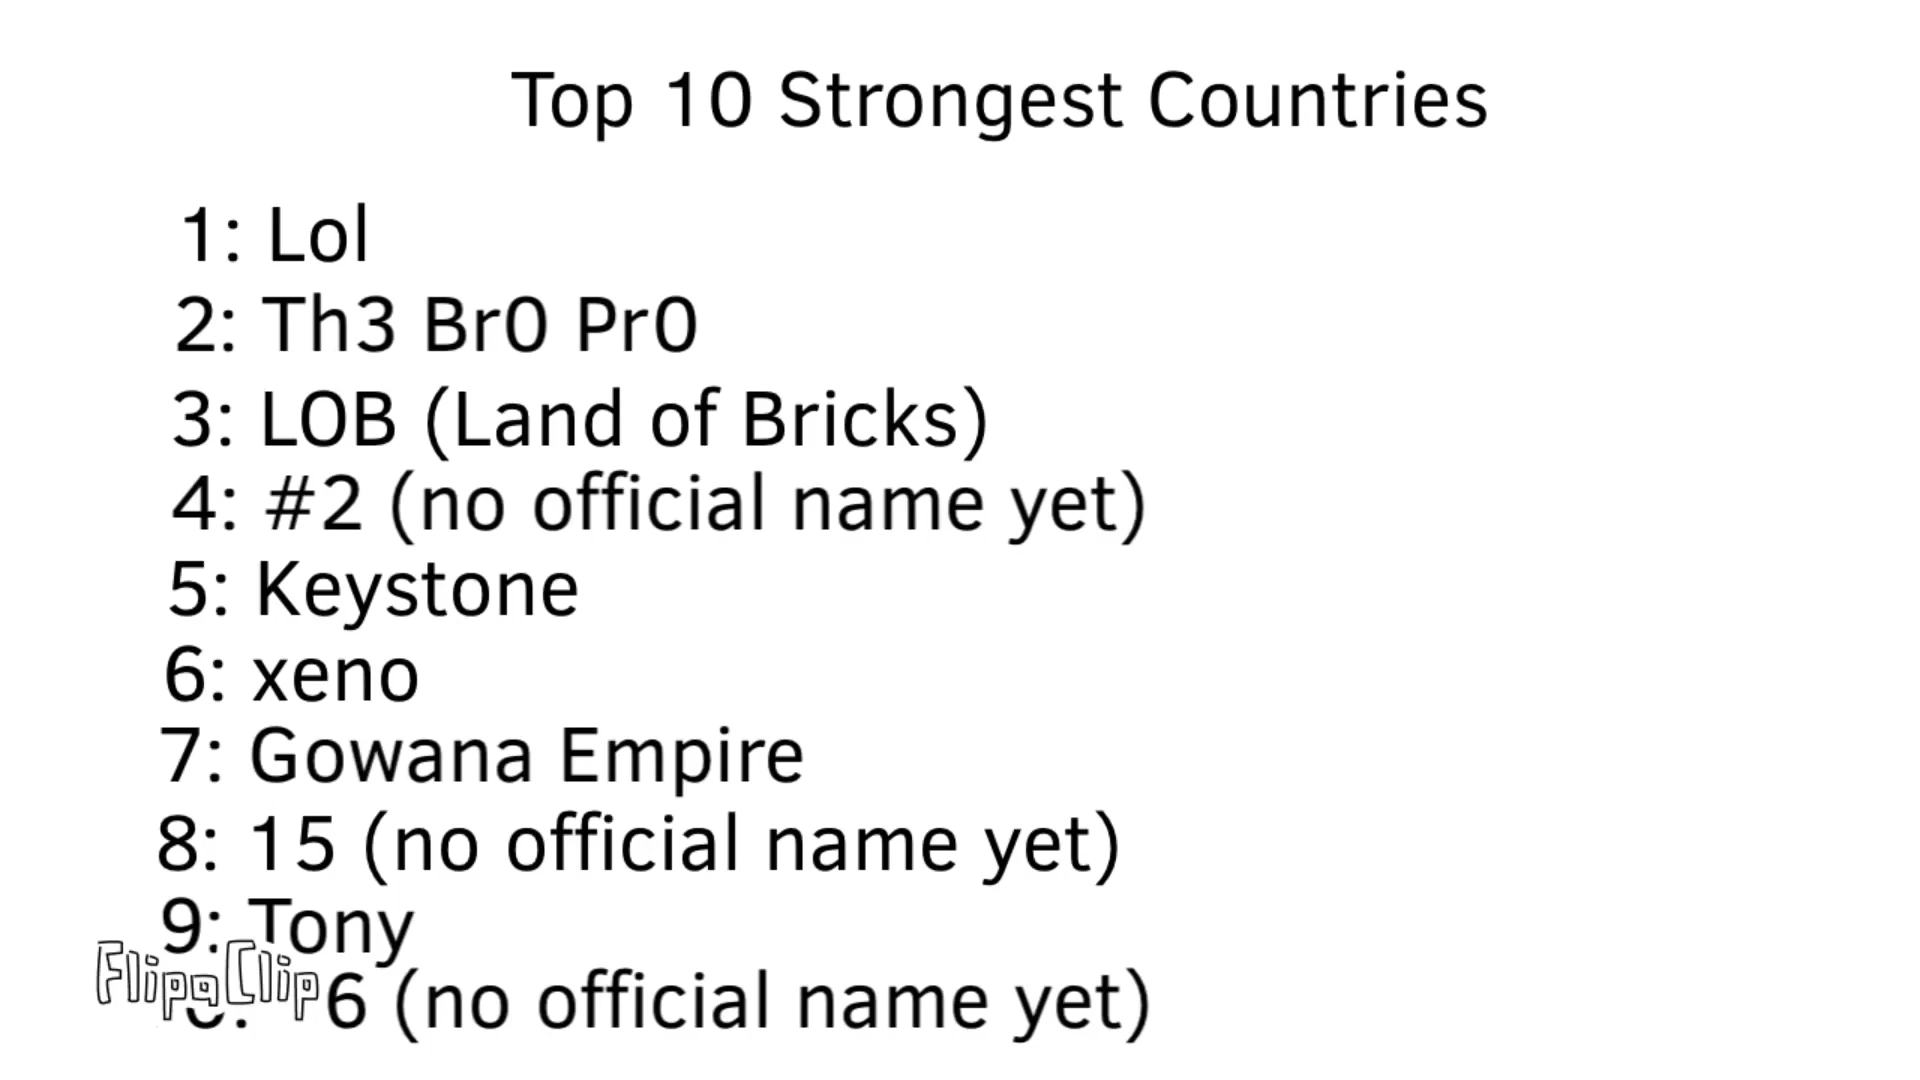 Top 10 Strongest Countries
1: Lol
2: Th3 Br0 Pr0
3: LOB (Land of Bricks)
4: #2 (no official name yet)
5: Keystone
6: xeno
7: Gowana Empire
8: 15 (no official name yet)
9: Tony
FlipaClip
6 (no official name yet)